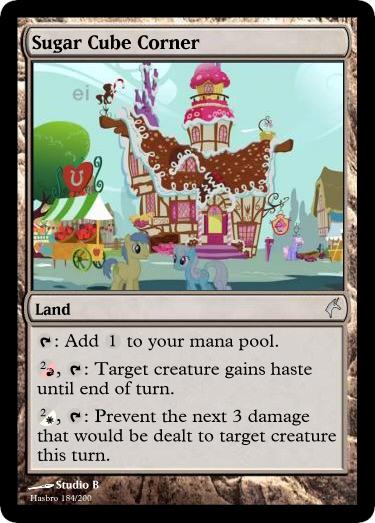 Sugar Cube Corner
ei
Land
: Add 1 to your mana pool.
2, : Target creature gains haste
until end of turn.
2, : Prevent the next 3 damage
that would be dealt to target creature
this turn.
Studio B
Hasbro 184/200